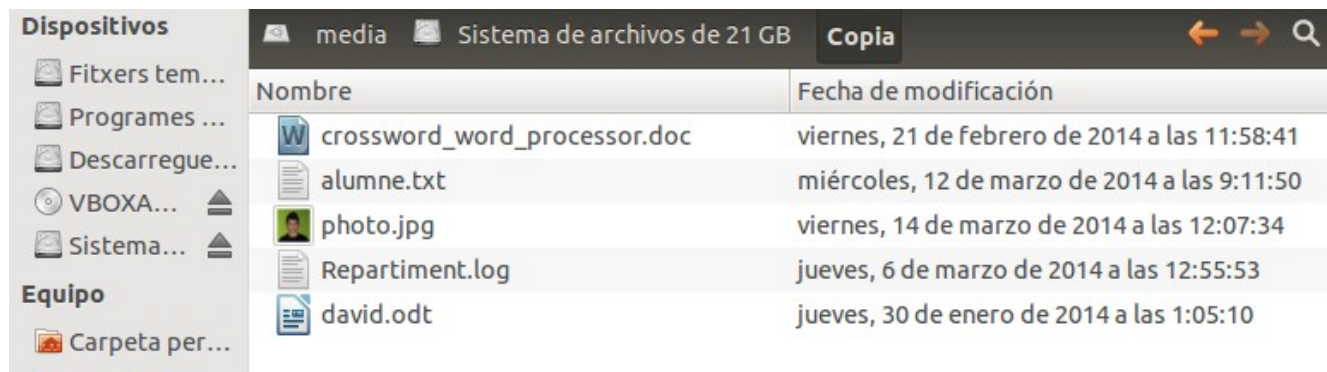 Dispositivos
Fitxers tem...
Programes ...
Descarregue...
VBOXA...
Sistema...
Equipo
Carpeta per...
media Sistema de archivos de 21 GB Copia
Nombre Fecha de modificación
crossword_word_processor.doc viernes, 21 de febrero de 2014 a las 11:58:41
alumne.txt miércoles, 12 de marzo de 2014 a las 9:11:50
photo.jpg viernes, 14 de marzo de 2014 a las 12:07:34
Repartiment.log jueves, 6 de marzo de 2014 a las 12:55:53
david.odt jueves, 30 de enero de 2014 a las 1:05:10